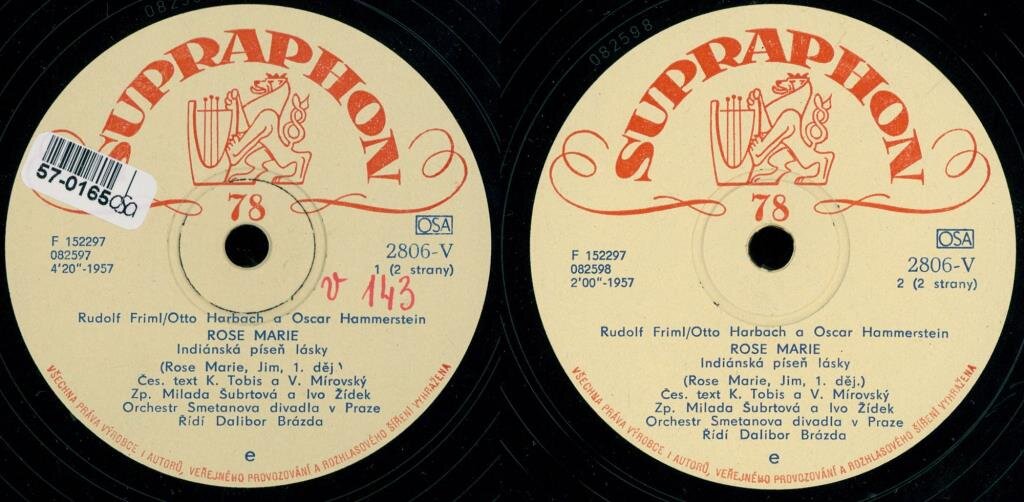 082598
SUPRAPHON
57-0165
78
OSA
F 152297
082597
4'20"-1957
2806-V
1 (2 strany)
v 143
Rudolf Friml/Otto Harbach a Oscar Hammerstein
ROSE MARIE
Indiánská píseň lásky
(Rose Marie, Jim, 1. děj
Čes. text K. Tobis a V. Mírovský
Zp. Milada Šubrtová a Ivo Žídek
Orchestr Smetanova divadla v Praze
Řídí Dalibor Brázda
e
VŠECHNA PRÁVA VÝROBCE I AUTORŮ, VEŘEJNÉHO PROVOZOVÁNÍ A ROZHLASOVÉHO ŠÍŘENÍ VYHRAŽENA
082598
SUPRAPHON
78
OSA
F 152297
082598
2'00"-1957
2806-V
2 (2 strany)
Rudolf Friml/Otto Harbach a Oscar Hammerstein
ROSE MARIE
Indiánská píseň lásky
(Rose Marie, Jim, 1. děj.)
Čes. text K. Tobis a V. Mírovský
Zp. Milada Šubrtová a Ivo Žídek
Orchestr Smetanova divadla v Praze
Řídí Dalibor Brázda
e
VŠECHNA PRÁVA VÝROBCE I AUTORŮ, VEŘEJNÉHO PROVOZOVÁNÍ A ROZHLASOVÉHO ŠÍŘENÍ VYHRAŽENA